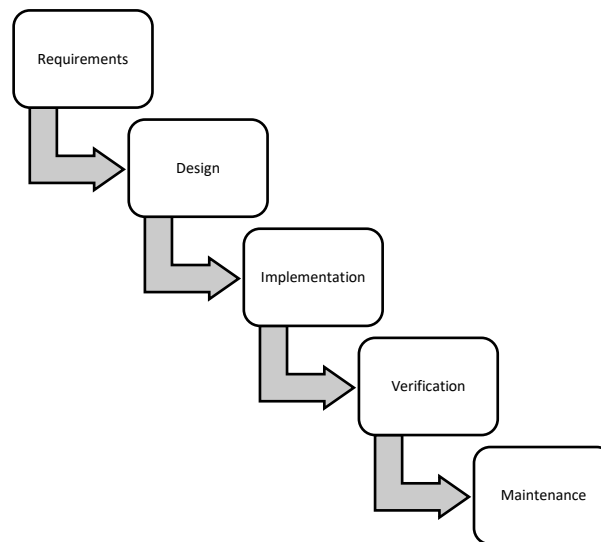 Requirements
Design
Implementation
Verification
Maintenance